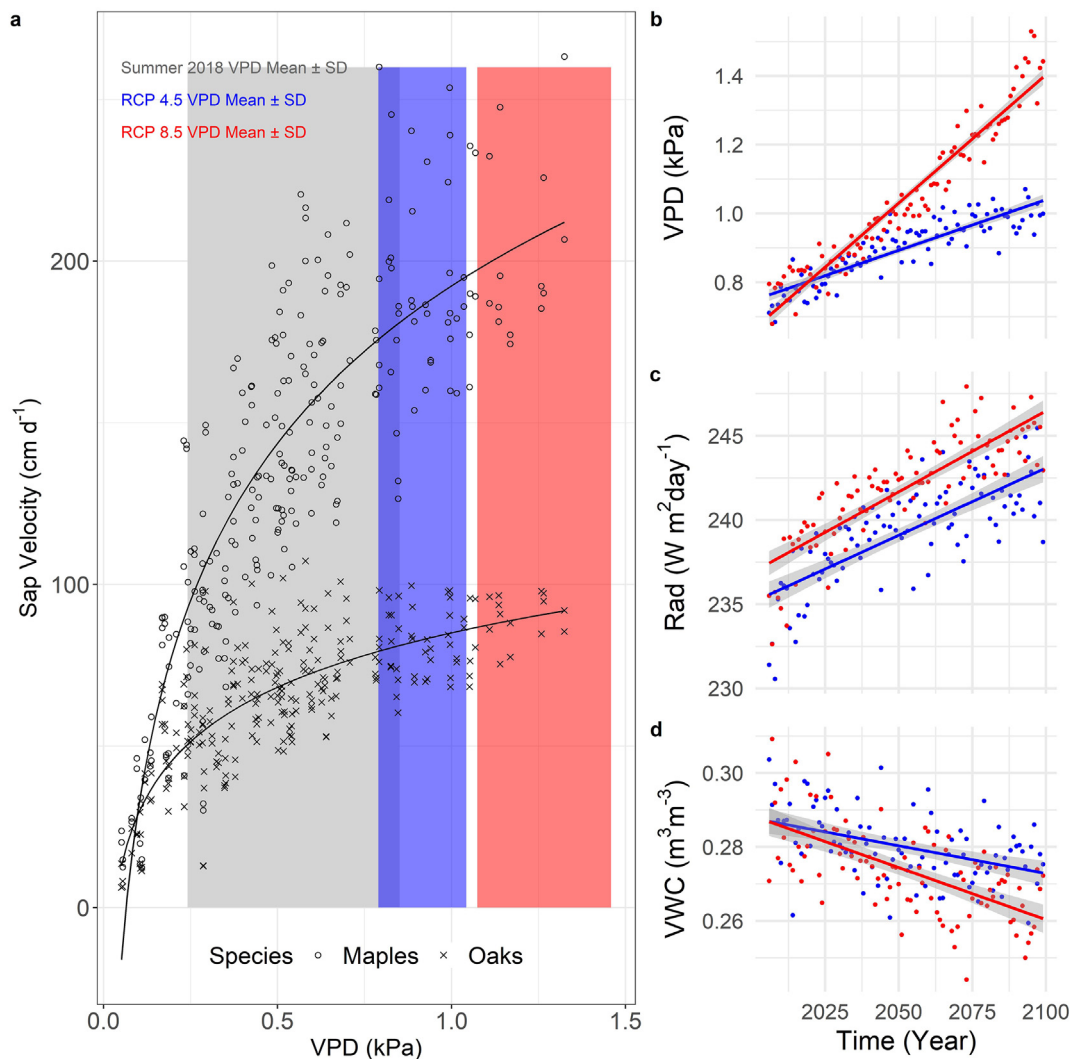 a
Summer 2018 VPD Mean ± SD
RCP 4.5 VPD Mean ± SD
RCP 8.5 VPD Mean ± SD
Sap Velocity (cm d⁻¹)
200
100
0
Species Maples Oaks
0.0 0.5 1.0 1.5
VPD (kPa)
b
VPD (kPa)
1.4
1.2
1.0
0.8
c
Rad (W m²day⁻¹)
245
240
235
230
d
VWC (m³m⁻³)
0.30
0.28
0.26
2025 2050 2075 2100
Time (Year)